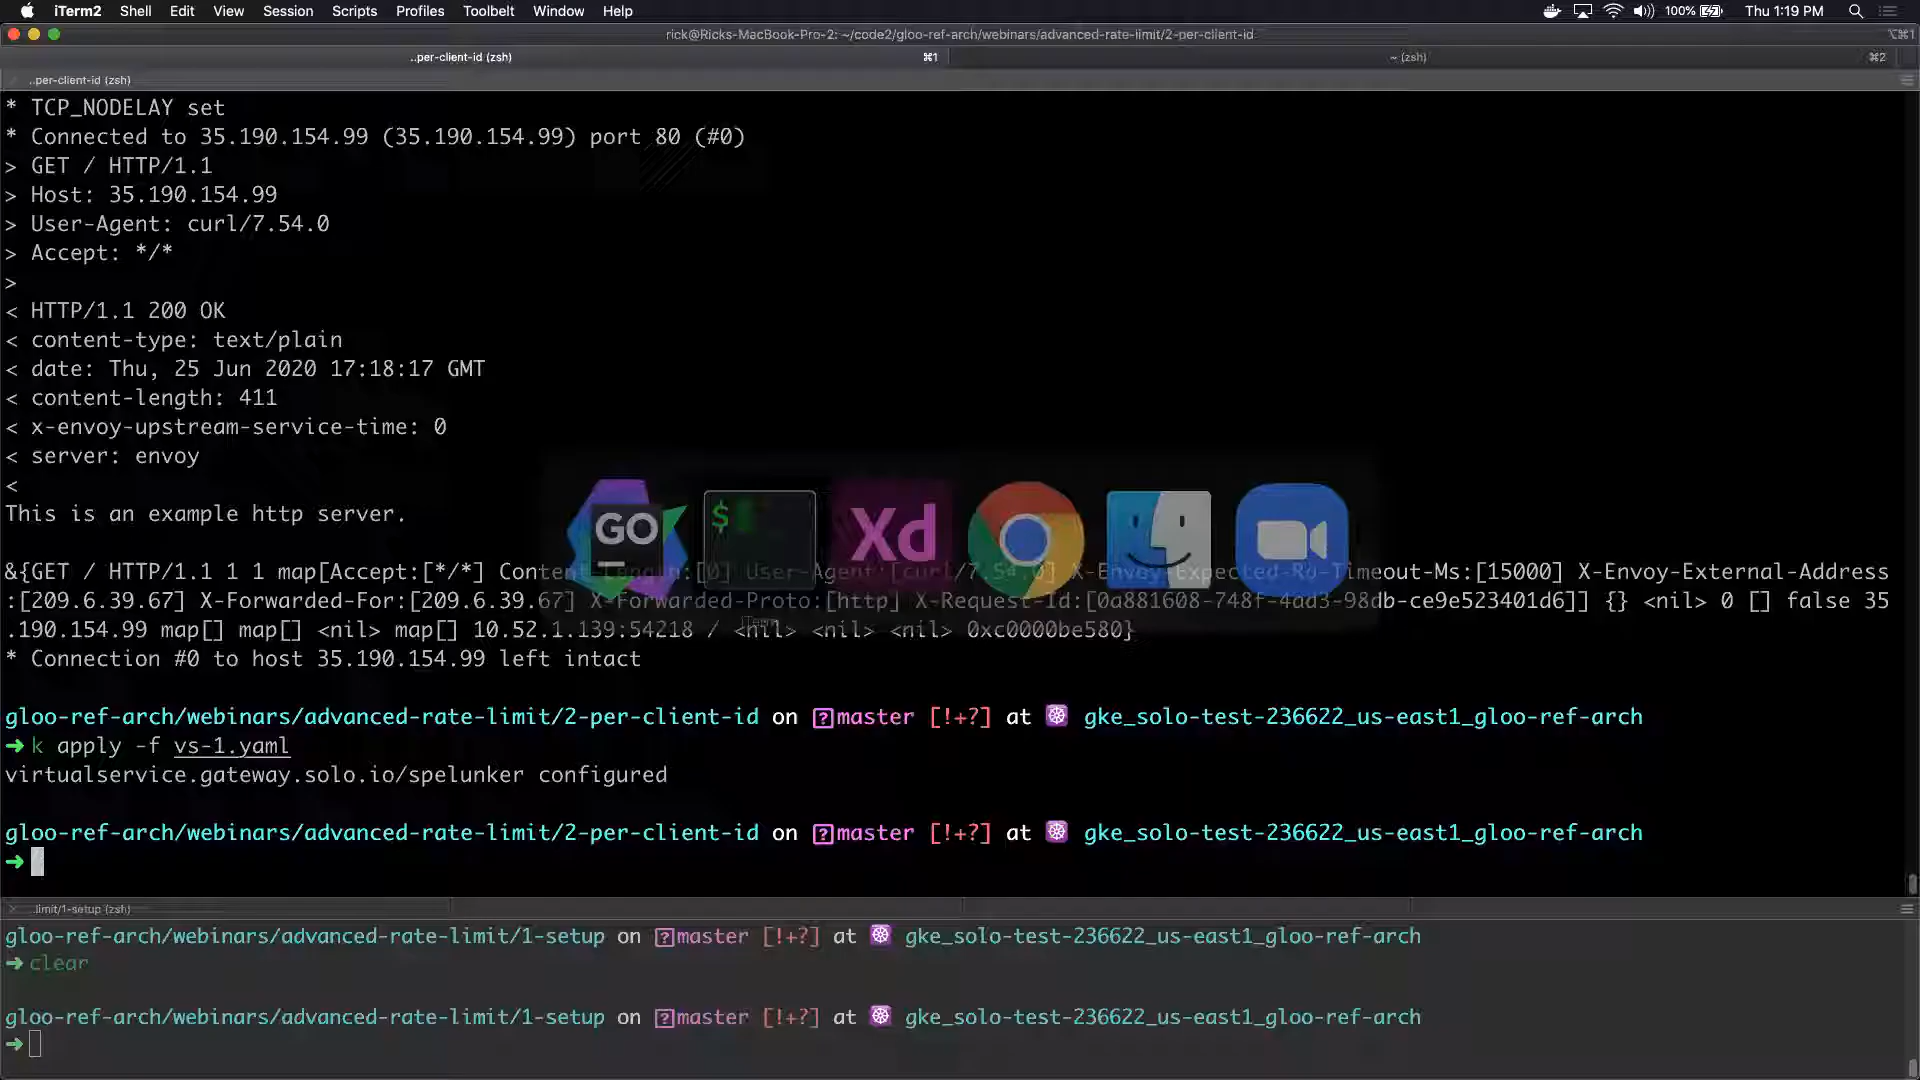 iTerm2 Shell Edit View Session Scripts Profiles Toolbelt Window Help 100% Thu 1:19 PM
rick@Ricks-MacBook-Pro-2: ~/code2/gloo-ref-arch/webinars/advanced-rate-limit/2-per-client-id ⌥⌘1
..per-client-id (zsh) ⌘1 ~ (zsh) ⌘2
..per-client-id (zsh)
* TCP_NODELAY set
* Connected to 35.190.154.99 (35.190.154.99) port 80 (#0)
> GET / HTTP/1.1
> Host: 35.190.154.99
> User-Agent: curl/7.54.0
> Accept: */*
>
< HTTP/1.1 200 OK
< content-type: text/plain
< date: Thu, 25 Jun 2020 17:18:17 GMT
< content-length: 411
< x-envoy-upstream-service-time: 0
< server: envoy
<
This is an example http server.
GO $ Xd
&{GET / HTTP/1.1 1 1 map[Accept:[*/*] Content-Length:[0] User-Agent:[curl/7.54.0] X-Envoy-Expected-Rq-Timeout-Ms:[15000] X-Envoy-External-Address
:[209.6.39.67] X-Forwarded-For:[209.6.39.67] X-Forwarded-Proto:[http] X-Request-Id:[0a881608-748f-4ad3-98db-ce9e523401d6]] {} <nil> 0 [] false 35
.190.154.99 map[] map[] <nil> map[] 10.52.1.139:54218 / <nil> <nil> <nil> 0xc0000be580}
* Connection #0 to host 35.190.154.99 left intact
gloo-ref-arch/webinars/advanced-rate-limit/2-per-client-id on master [!+?] at gke_solo-test-236622_us-east1_gloo-ref-arch
➜ k apply -f vs-1.yaml
virtualservice.gateway.solo.io/spelunker configured
gloo-ref-arch/webinars/advanced-rate-limit/2-per-client-id on master [!+?] at gke_solo-test-236622_us-east1_gloo-ref-arch
➜
..limit/1-setup (zsh)
gloo-ref-arch/webinars/advanced-rate-limit/1-setup on master [!+?] at gke_solo-test-236622_us-east1_gloo-ref-arch
➜ clear
gloo-ref-arch/webinars/advanced-rate-limit/1-setup on master [!+?] at gke_solo-test-236622_us-east1_gloo-ref-arch
➜